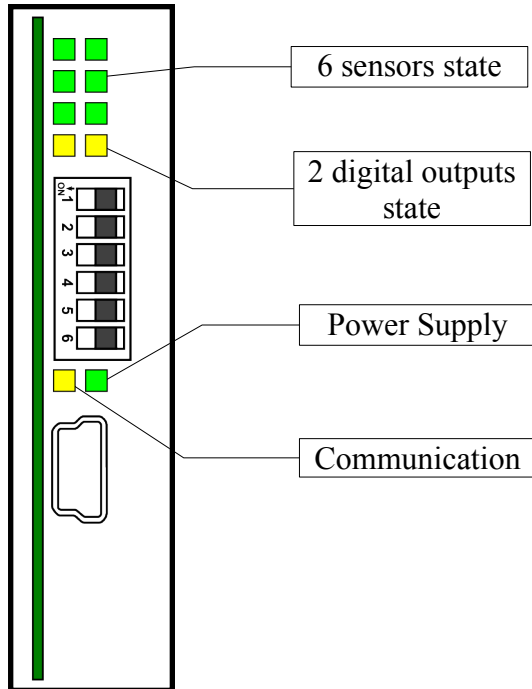 6 sensors state
2 digital outputs
state
ON
1
2
3
4
5
6
Power Supply
Communication